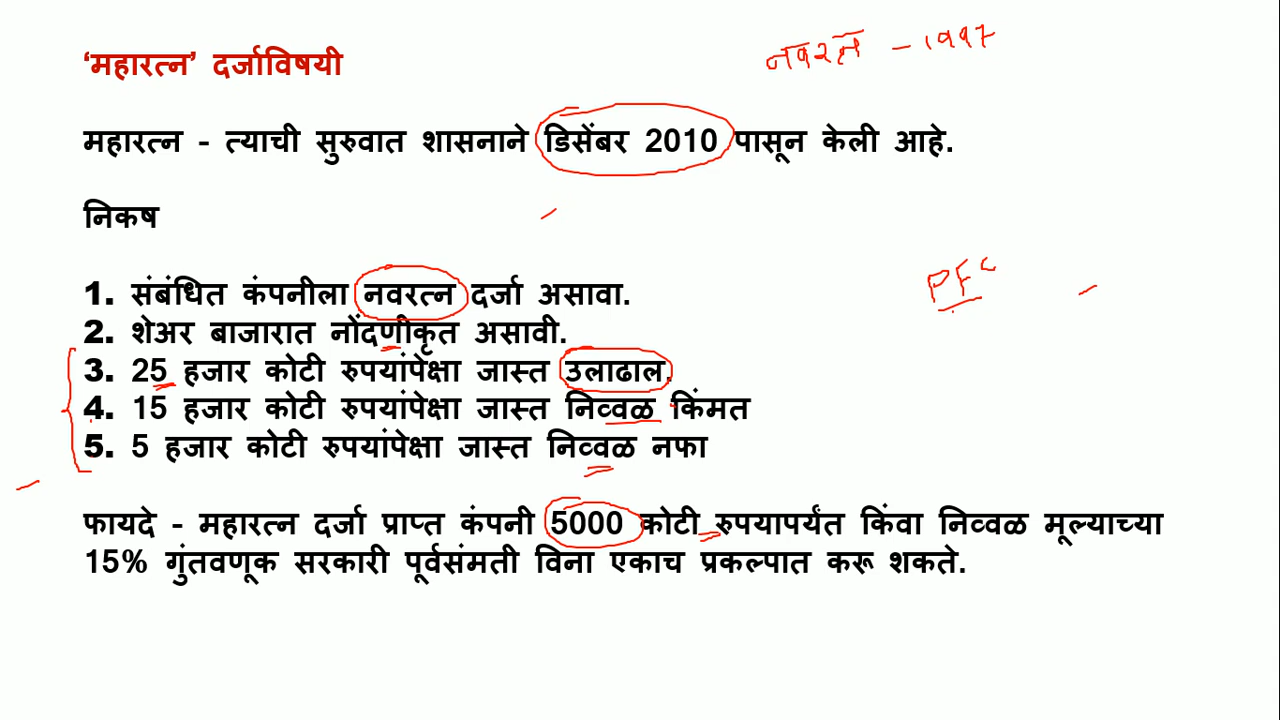 ‘महारत्न’ दर्जाविषयी
नवरत्न – १९९७
महारत्न - त्याची सुरुवात शासनाने डिसेंबर 2010 पासून केली आहे.
निकष
1. संबंधित कंपनीला नवरत्न दर्जा असावा.
PFC
2. शेअर बाजारात नोंदणीकृत असावी.
3. 25 हजार कोटी रुपयांपेक्षा जास्त उलाढाल.
4. 15 हजार कोटी रुपयांपेक्षा जास्त निव्वळ किंमत
5. 5 हजार कोटी रुपयांपेक्षा जास्त निव्वळ नफा
फायदे - महारत्न दर्जा प्राप्त कंपनी 5000 कोटी रुपयापर्यंत किंवा निव्वळ मूल्याच्या
15% गुंतवणूक सरकारी पूर्वसंमती विना एकाच प्रकल्पात करू शकते.